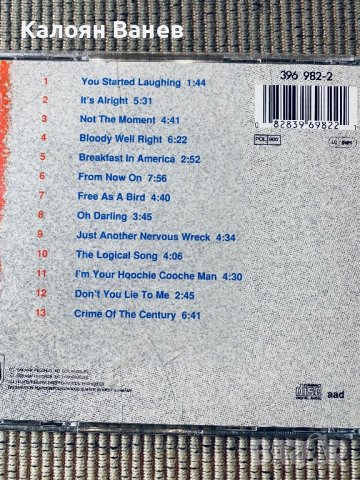 Калоян Ванев
396 982-2
1 You Started Laughing 1:44
2 It's Alright 5:31
3 Not The Moment 4:41
4 Bloody Well Right 6:22
5 Breakfast In America 2:52
6 From Now On 7:56
7 Free As A Bird 4:40
8 Oh Darling 3:45
9 Just Another Nervous Wreck 4:34
10 The Logical Song 4:06
11 I'm Your Hoochie Cooche Man 4:30
12 Don't You Lie To Me 2:45
13 Crime Of The Century 6:41
0 82839 69822
DISC
aad